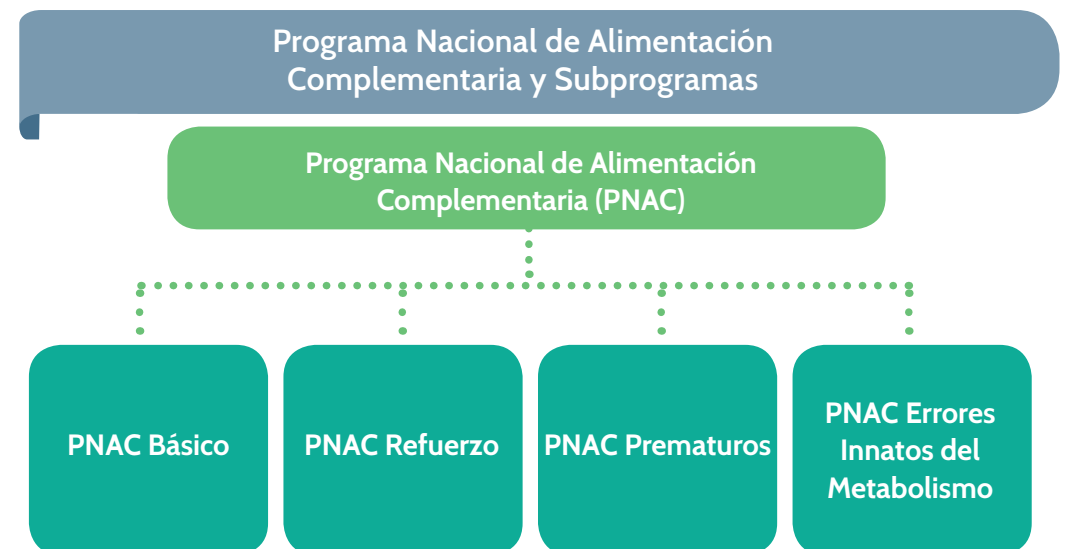 Programa Nacional de Alimentación
Complementaria y Subprogramas
Programa Nacional de Alimentación
Complementaria (PNAC)
PNAC Básico
PNAC Refuerzo
PNAC Prematuros
PNAC Errores
Innatos del
Metabolismo